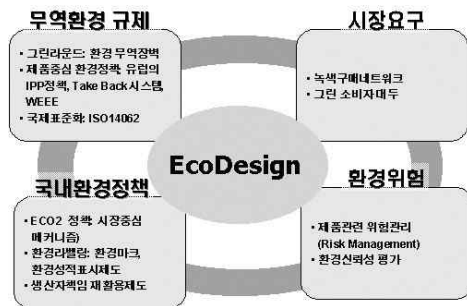 무역환경 규제
• 그린라운드: 환경 무역장벽
• 제품중심 환경정책: 유럽의
IPP정책, Take Back시스템,
WEEE
• 국제표준화: ISO14062
시장요구
• 녹색구매네트워크
• 그린 소비자대두
EcoDesign
국내환경정책
• ECO2 정책: 시장중심
메커니즘)
• 환경라벨링: 환경마크,
환경성적표시제도
• 생산자책임 재활용제도
환경위험
• 제품관련 위험관리
(Risk Management)
• 환경신뢰성 평가